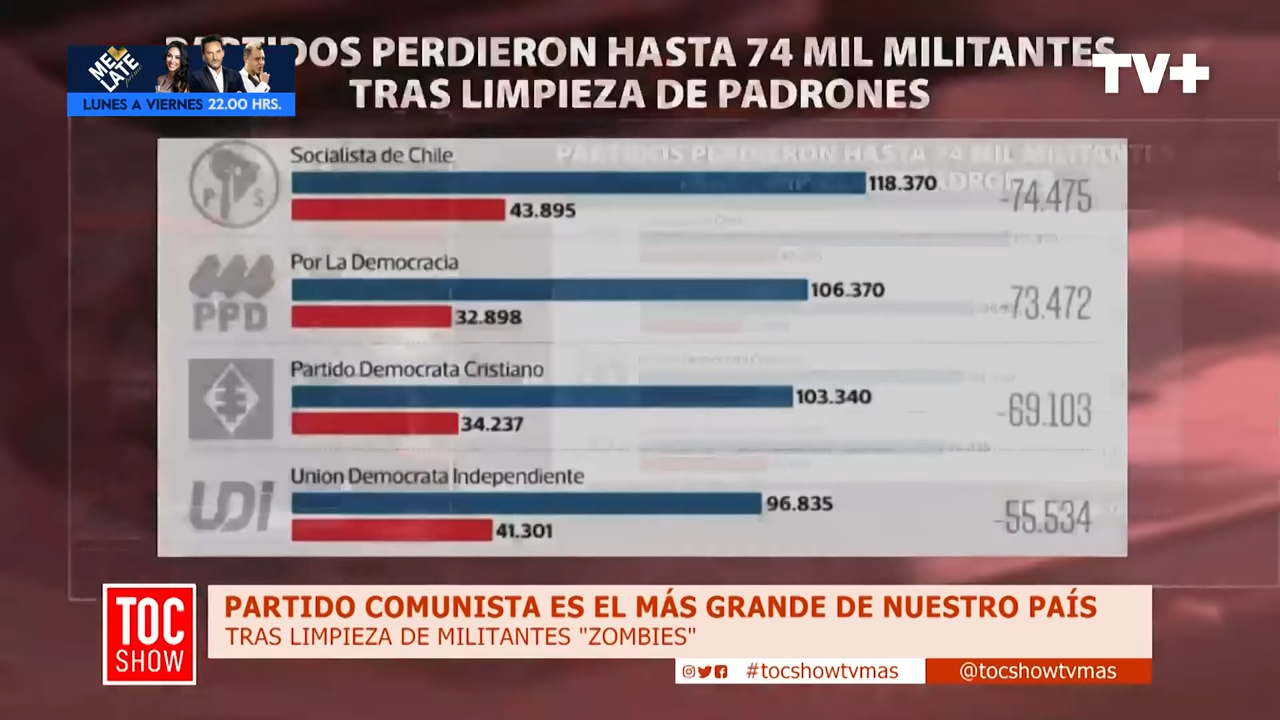 PARTIDOS PERDIERON HASTA 74 MIL MILITANTES
TRAS LIMPIEZA DE PADRONES
MEX
LATE
LUNES A VIERNES 22.00 HRS.
TV+
Socialista de Chile
PS
118.370
43.895
-74.475
Por La Democracia
PPD
106.370
32.898
-73.472
Partido Democrata Cristiano
103.340
34.237
-69.103
Union Democrata Independiente
UDi
96.835
41.301
-55.534
TOC
SHOW
PARTIDO COMUNISTA ES EL MÁS GRANDE DE NUESTRO PAÍS
TRAS LIMPIEZA DE MILITANTES "ZOMBIES"
#tocshowtvmas
@tocshowtvmas